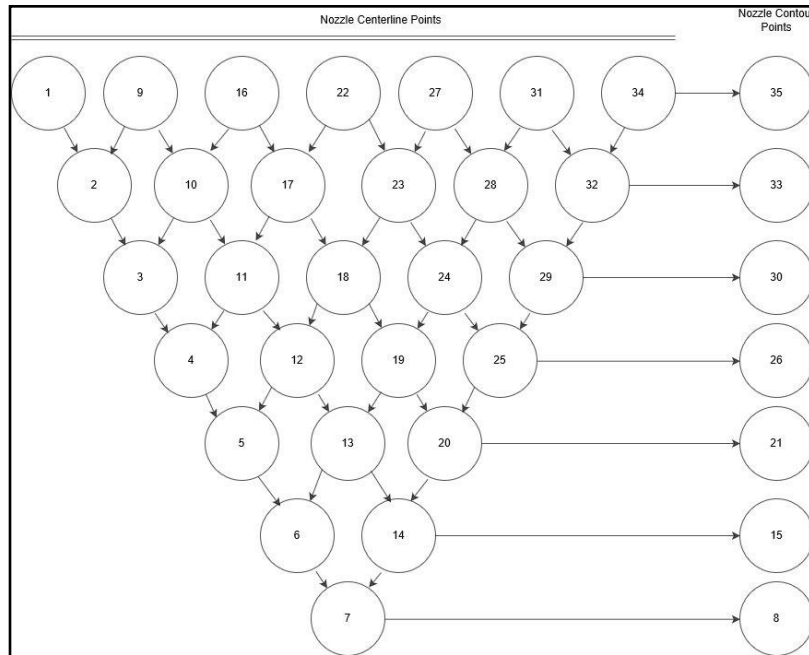 Nozzle Centerline Points
Nozzle Contou
Points
1 9 16 22 27 31 34 35
2 10 17 23 28 32 33
3 11 18 24 29 30
4 12 19 25 26
5 13 20 21
6 14 15
7 8